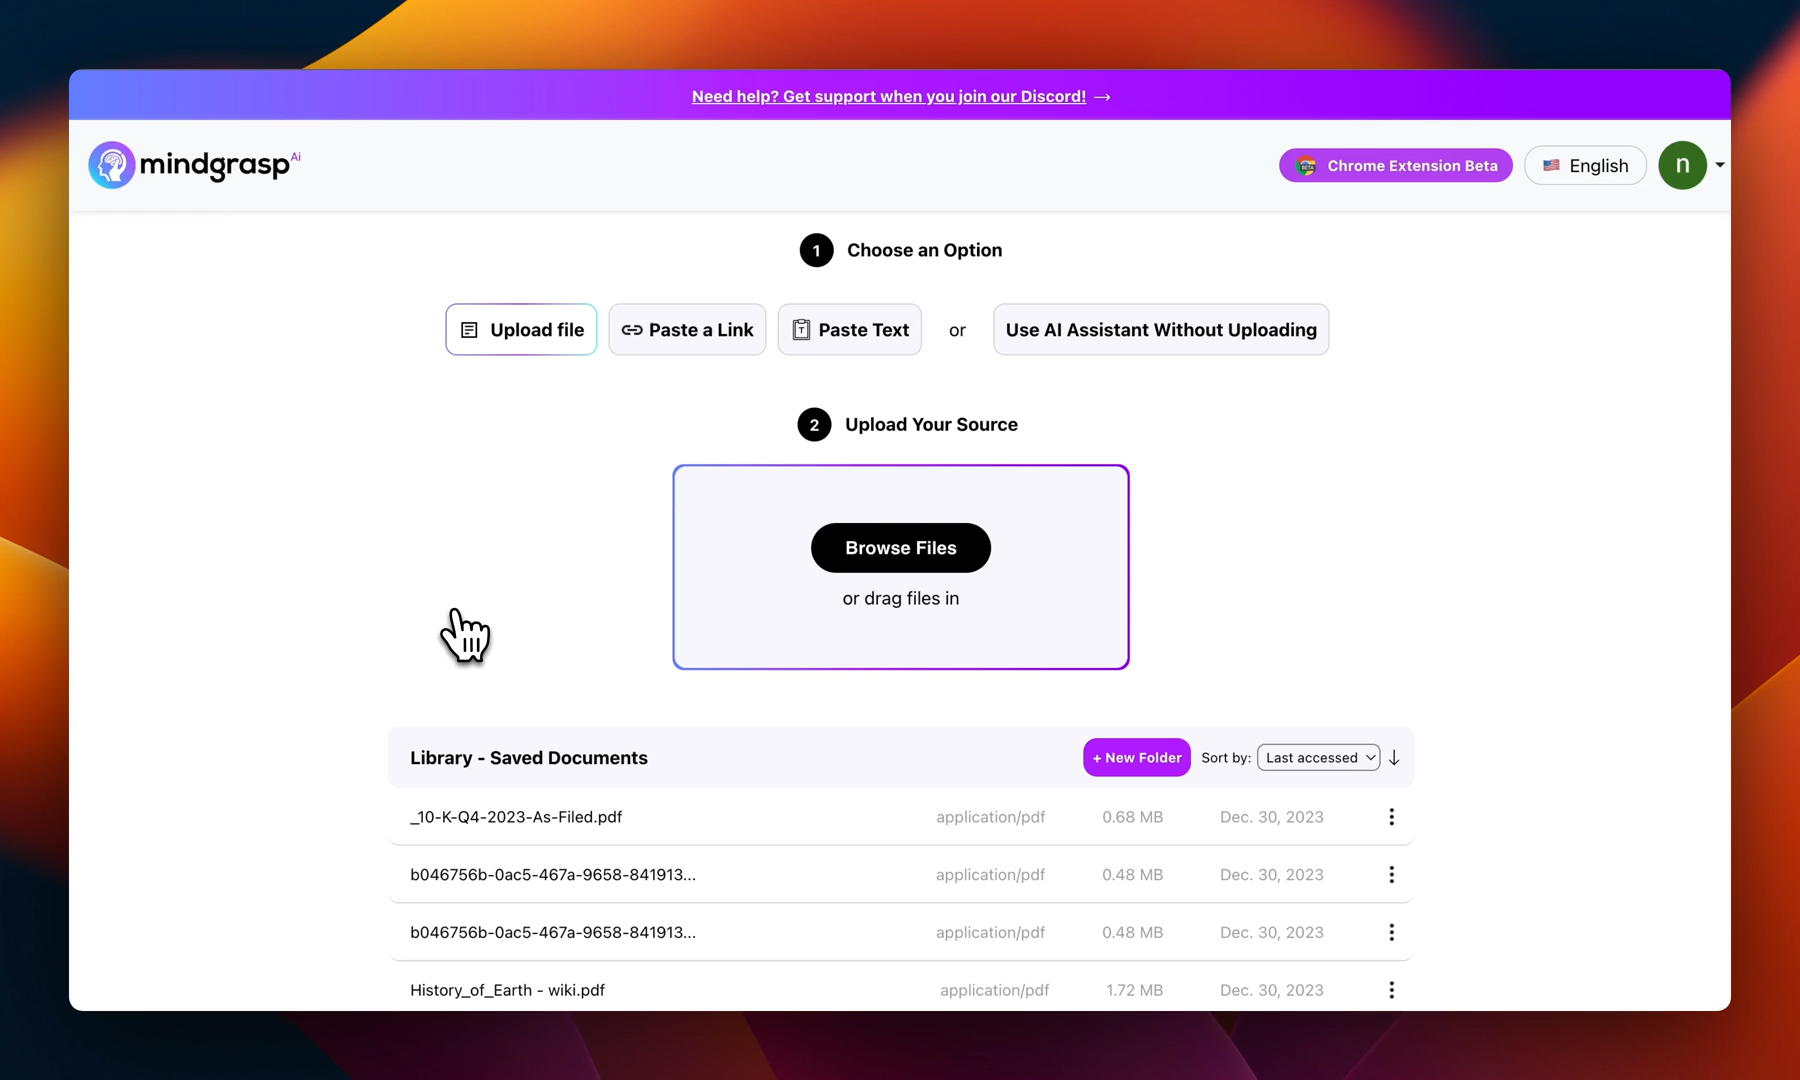 Need help? Get support when you join our Discord! →
mindgrasp Ai
Chrome Extension Beta
English
n
1 Choose an Option
Upload file
Paste a Link
Paste Text
or
Use AI Assistant Without Uploading
2 Upload Your Source
Browse Files
or drag files in
Library - Saved Documents
+ New Folder
Sort by: Last accessed
_10-K-Q4-2023-As-Filed.pdf application/pdf 0.68 MB Dec. 30, 2023
b046756b-0ac5-467a-9658-841913... application/pdf 0.48 MB Dec. 30, 2023
b046756b-0ac5-467a-9658-841913... application/pdf 0.48 MB Dec. 30, 2023
History_of_Earth - wiki.pdf application/pdf 1.72 MB Dec. 30, 2023